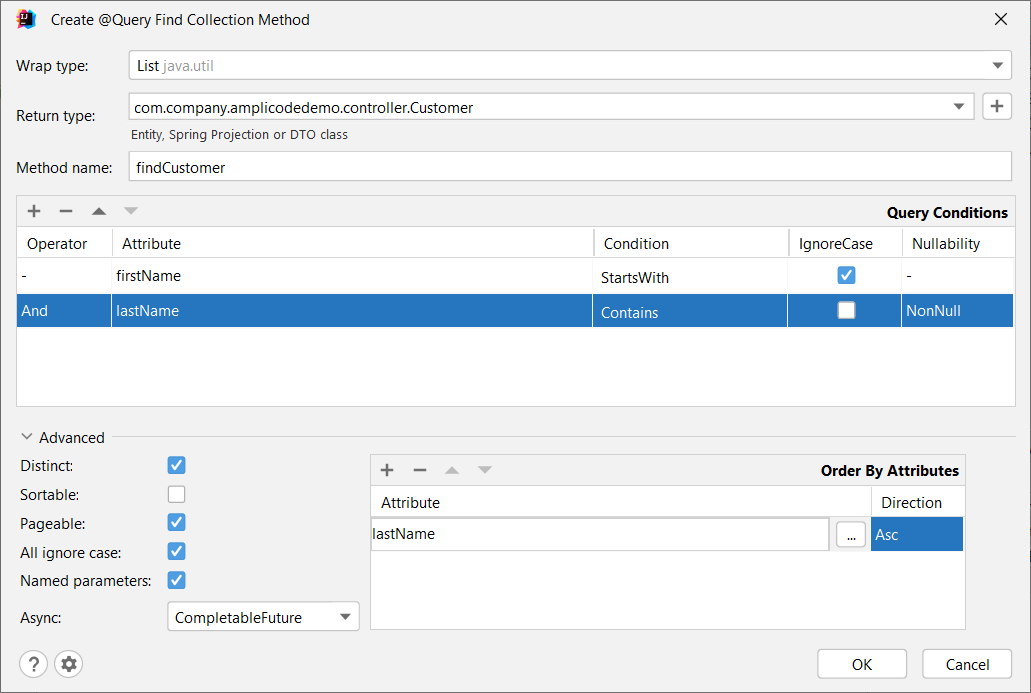 Create @Query Find Collection Method
Wrap type: List java.util
Return type: com.company.amplicodedemo.controller.Customer
Entity, Spring Projection or DTO class
Method name: findCustomer
Query Conditions
Operator Attribute Condition IgnoreCase Nullability
- firstName StartsWith -
And lastName Contains NonNull
Advanced
Distinct:
Sortable:
Pageable:
All ignore case:
Named parameters:
Async: CompletableFuture
Order By Attributes
Attribute Direction
lastName ... Asc
? OK Cancel